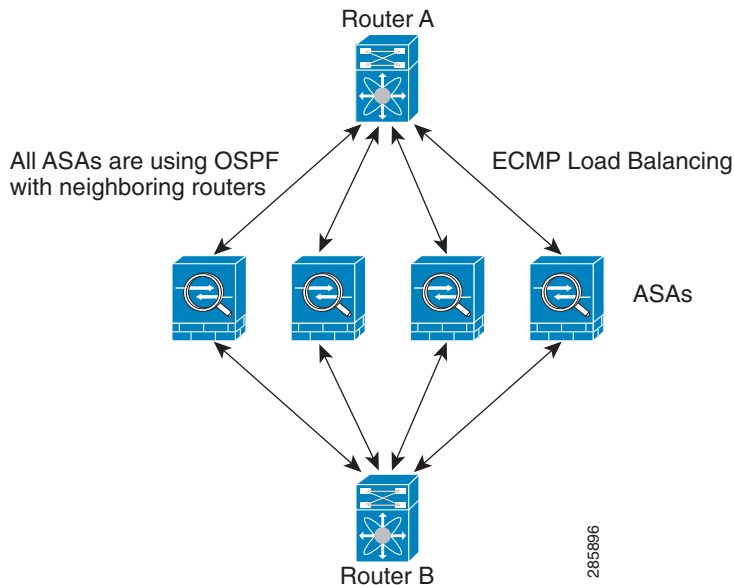 Router A
All ASAs are using OSPF
with neighboring routers
ECMP Load Balancing
ASAs
Router B
285896